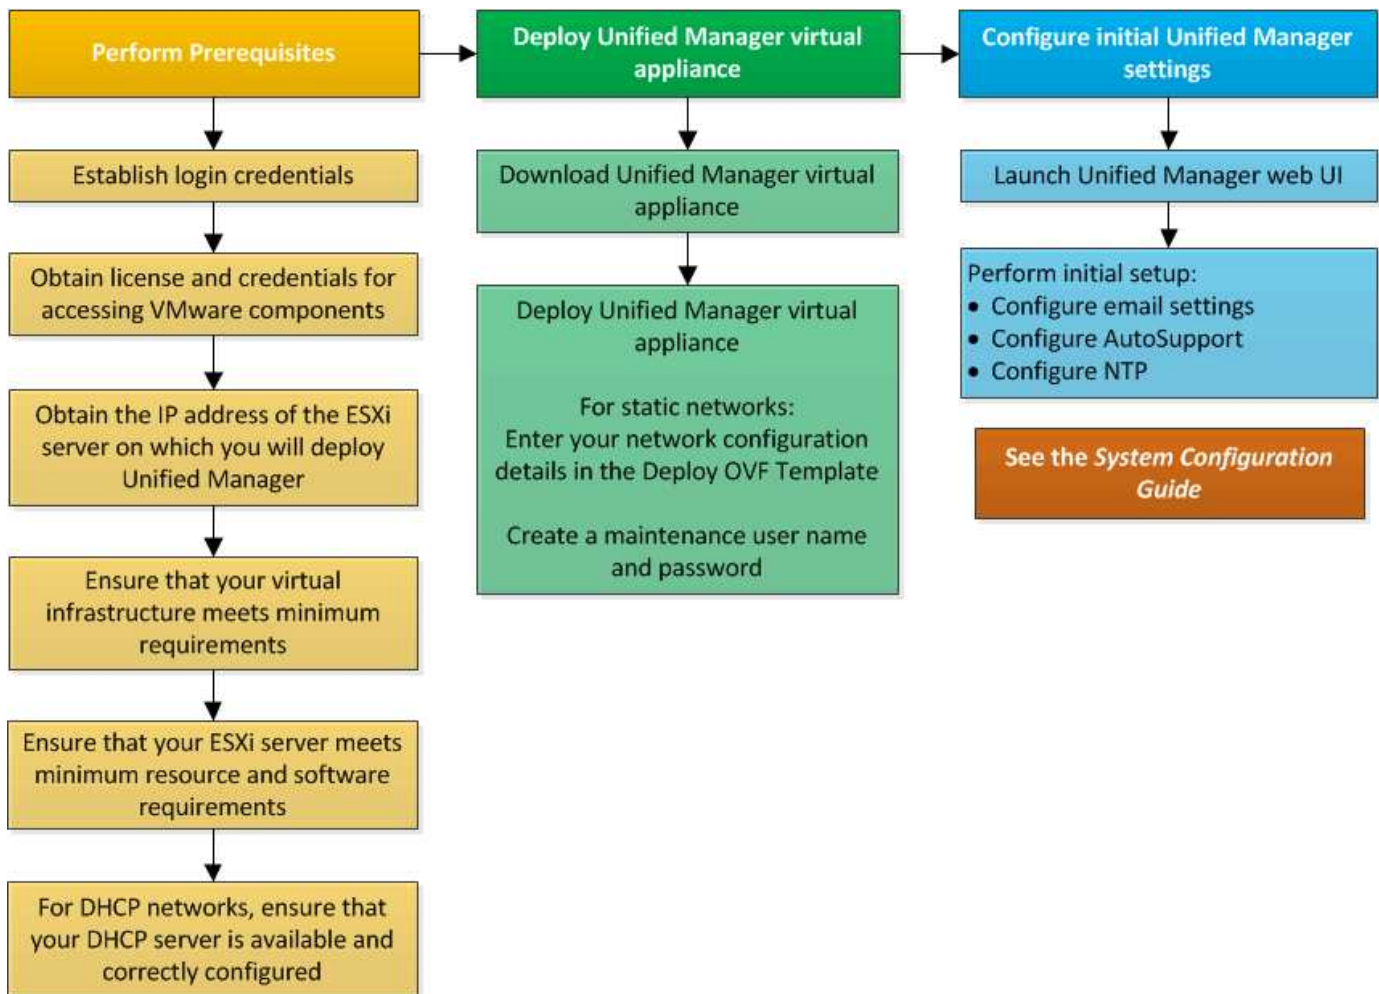 Perform Prerequisites
Establish login credentials
Obtain license and credentials for
accessing VMware components
Obtain the IP address of the ESXi
server on which you will deploy
Unified Manager
Ensure that your virtual
infrastructure meets minimum
requirements
Ensure that your ESXi server meets
minimum resource and software
requirements
For DHCP networks, ensure that
your DHCP server is available and
correctly configured
Deploy Unified Manager virtual
appliance
Download Unified Manager virtual
appliance
Deploy Unified Manager virtual
appliance
For static networks:
Enter your network configuration
details in the Deploy OVF Template
Create a maintenance user name
and password
Configure initial Unified Manager
settings
Launch Unified Manager web UI
Perform initial setup:
• Configure email settings
• Configure AutoSupport
• Configure NTP
See the System Configuration
Guide